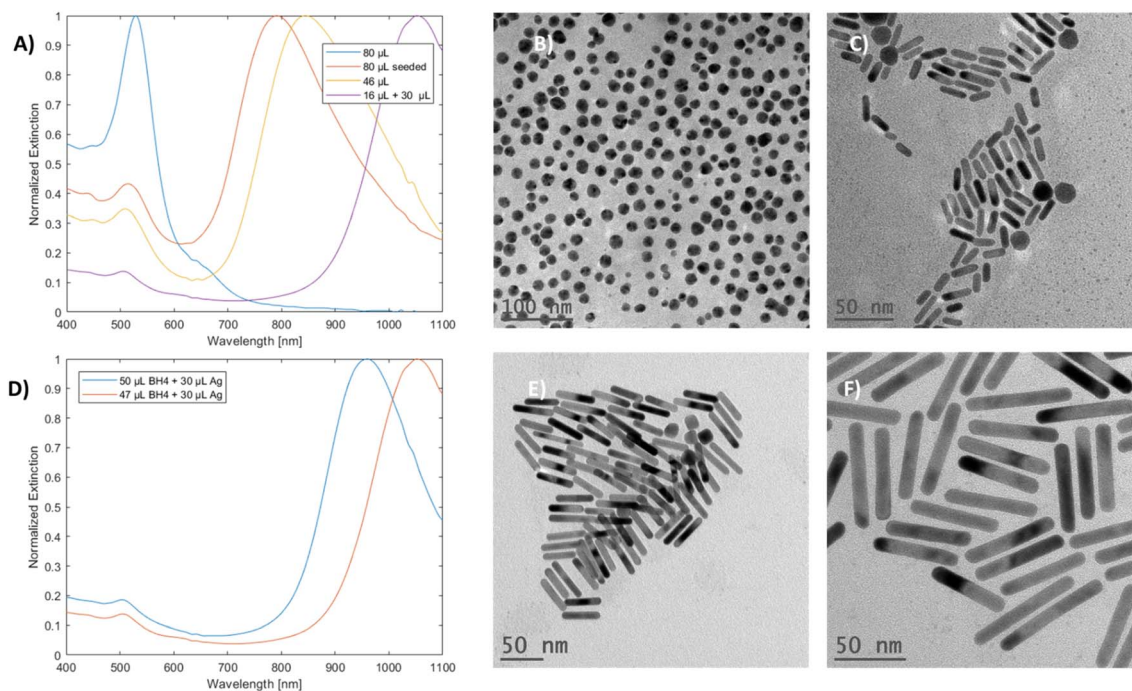 A)
Normalized Extinction
1
0.9
0.8
0.7
0.6
0.5
0.4
0.3
0.2
0.1
0
400 500 600 700 800 900 1000 1100
Wavelength [nm]
80 µL
80 µL seeded
46 µL
16 µL + 30 µL
B)
100 nm
C)
50 nm
D)
Normalized Extinction
1
0.9
0.8
0.7
0.6
0.5
0.4
0.3
0.2
0.1
0
400 500 600 700 800 900 1000 1100
Wavelength [nm]
50 µL BH4 + 30 µL Ag
47 µL BH4 + 30 µL Ag
E)
50 nm
F)
50 nm